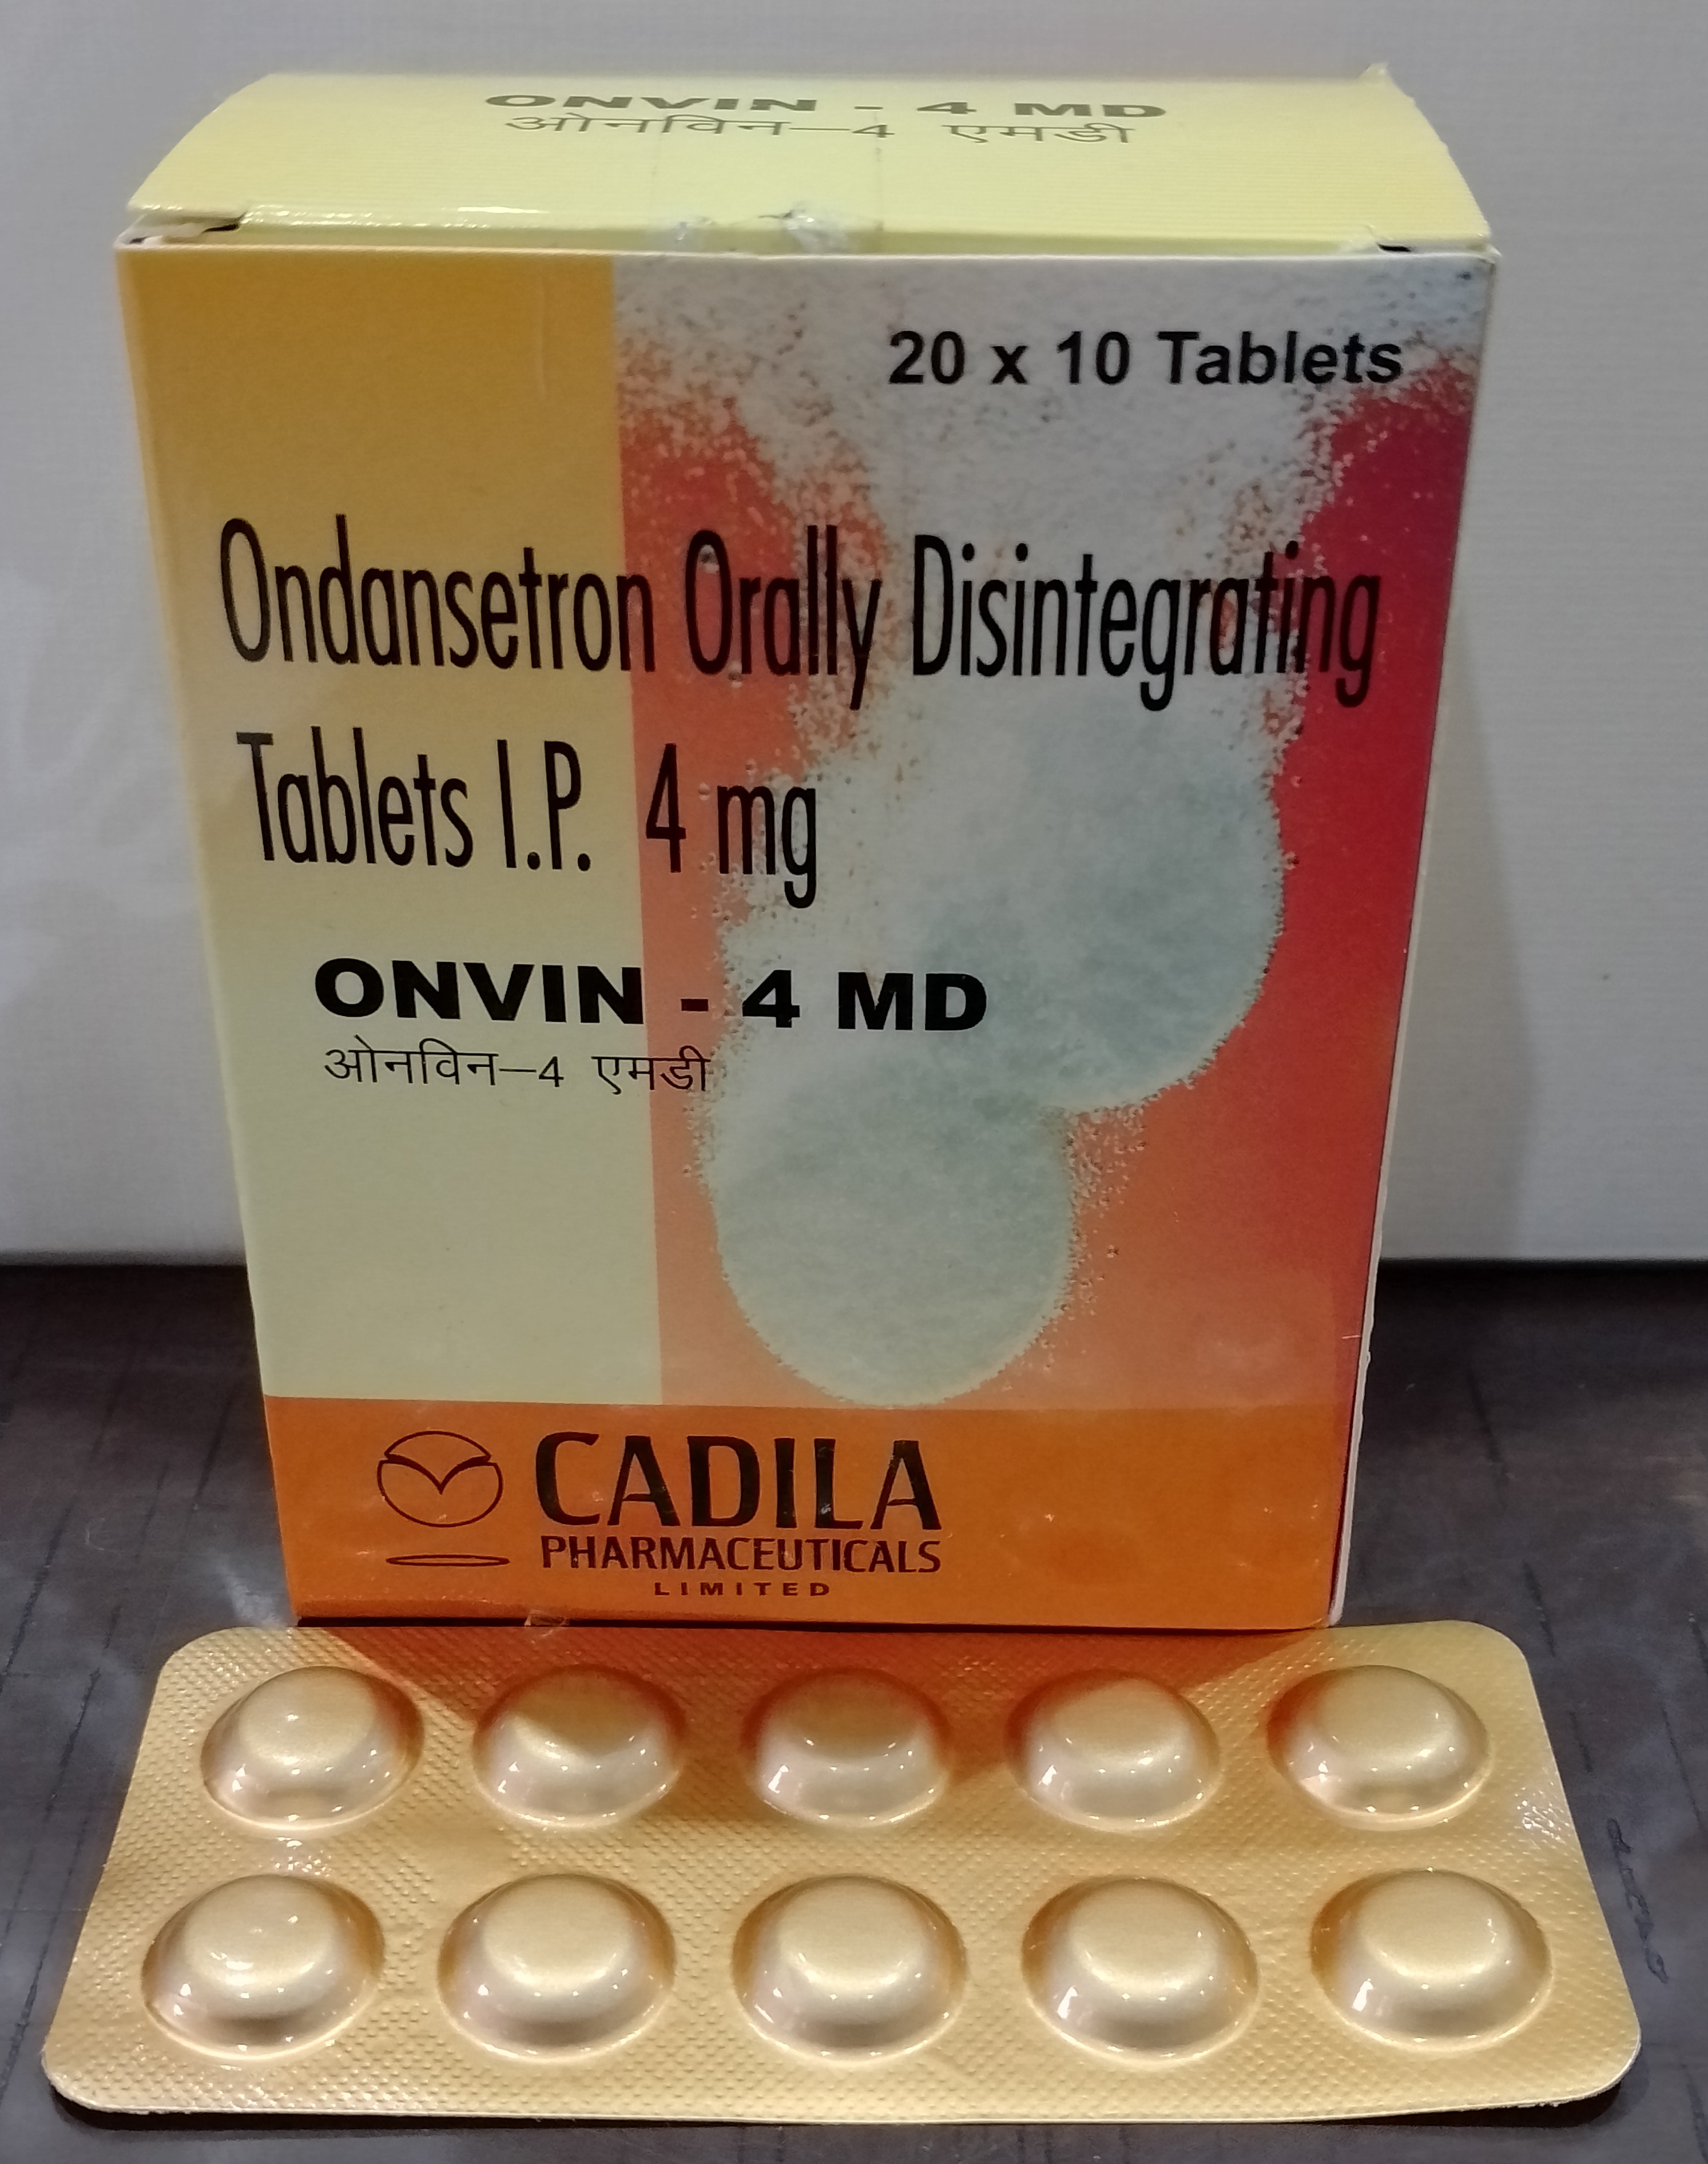 ONVIN - 4 MD
ओनविन–4 एमडी
20 x 10 Tablets
Ondansetron Orally Disintegrating
Tablets I.P. 4 mg
ONVIN - 4 MD
ओनविन–4 एमडी
CADILA
PHARMACEUTICALS
LIMITED